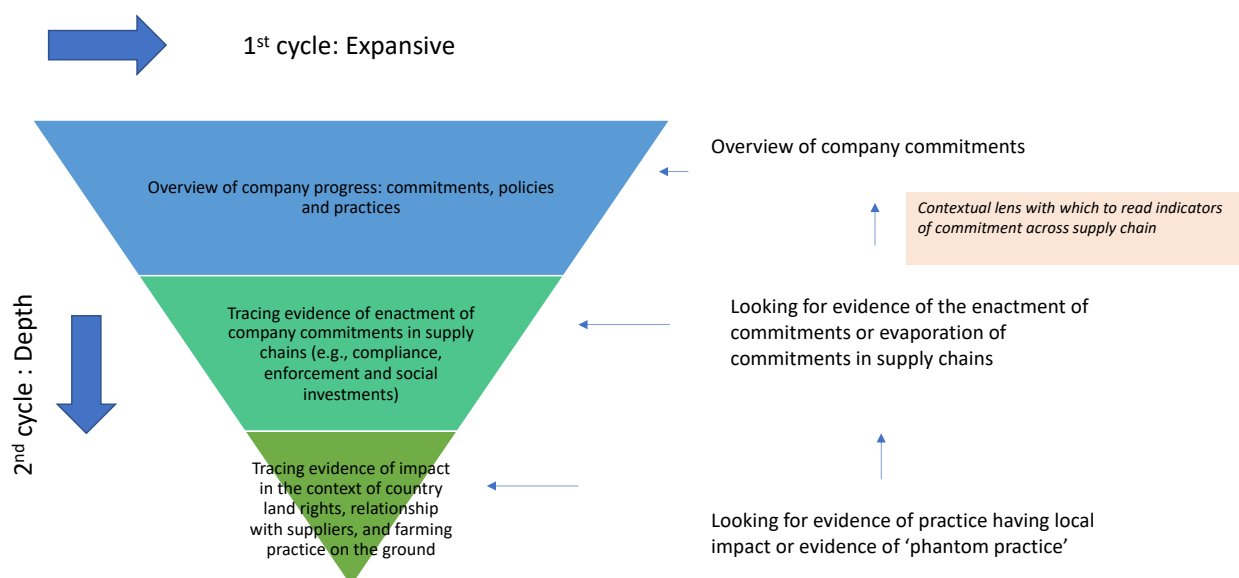 1st cycle: Expansive
Overview of company progress: commitments, policies
and practices
Overview of company commitments
Contextual lens with which to read indicators
of commitment across supply chain
2nd cycle : Depth
Tracing evidence of enactment of
company commitments in supply
chains (e.g., compliance,
enforcement and social
investments)
Looking for evidence of the enactment of
commitments or evaporation of
commitments in supply chains
Tracing evidence of impact
in the context of country
land rights, relationship
with suppliers, and farming
practice on the ground
Looking for evidence of practice having local
impact or evidence of ‘phantom practice’